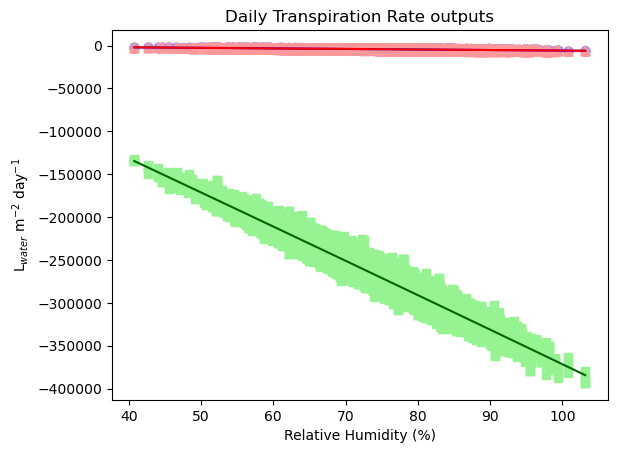 Daily Transpiration Rate outputs
0
−50000
−100000
−150000
−200000
−250000
−300000
−350000
−400000
L_water m⁻² day⁻¹
40 50 60 70 80 90 100
Relative Humidity (%)